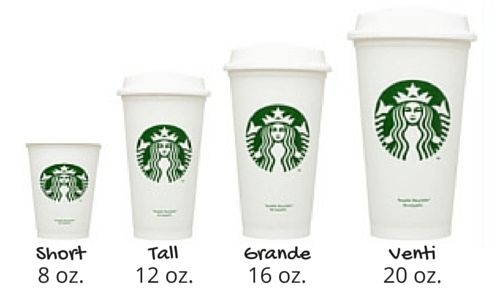 Short
8 oz.
Tall
12 oz.
Grande
16 oz.
Venti
20 oz.